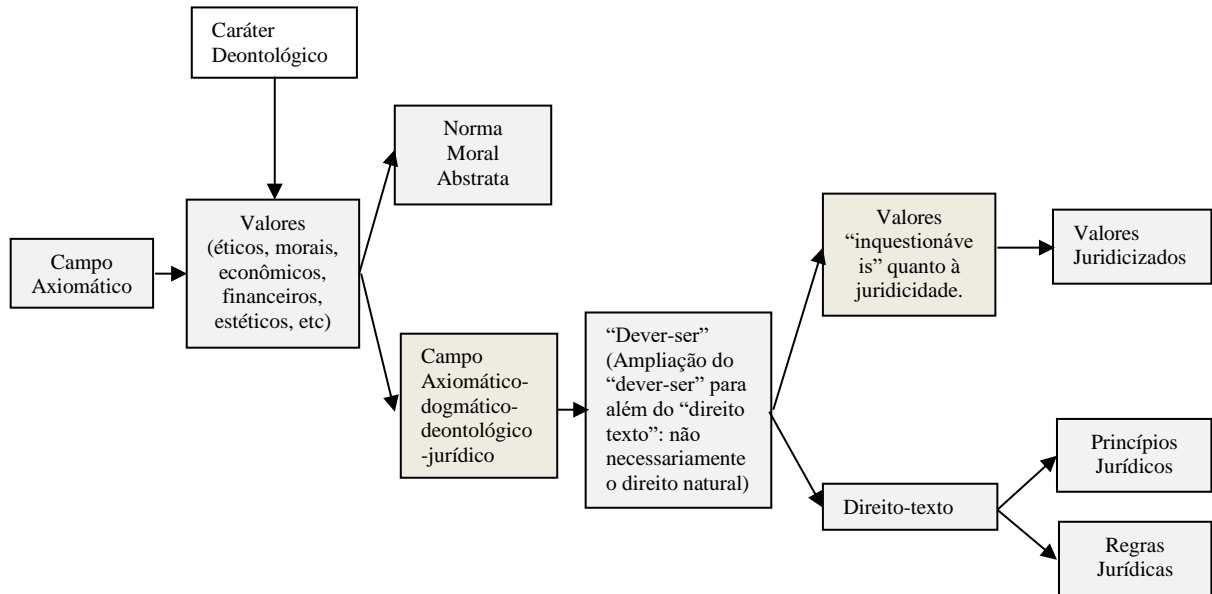 Caráter
Deontológico
Norma
Moral
Abstrata
Campo
Axiomático
Valores
(éticos, morais,
econômicos,
financeiros,
estéticos, etc)
Campo
Axiomático-
dogmático-
deontológico
-jurídico
“Dever-ser”
(Ampliação do
“dever-ser” para
além do “direito
texto”: não
necessariamente
o direito natural)
Valores
“inquestionáve
is” quanto à
juridicidade.
Valores
Juridicizados
Direito-texto
Princípios
Jurídicos
Regras
Jurídicas